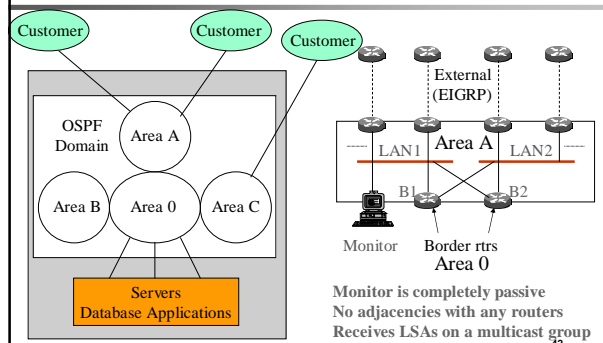 Customer
Customer
Customer
OSPF
Domain
Area A
Area B
Area 0
Area C
Servers
Database Applications
External
(EIGRP)
Area A
LAN1
LAN2
B1
B2
Monitor
Border rtrs
Area 0
Monitor is completely passive
No adjacencies with any routers
Receives LSAs on a multicast group